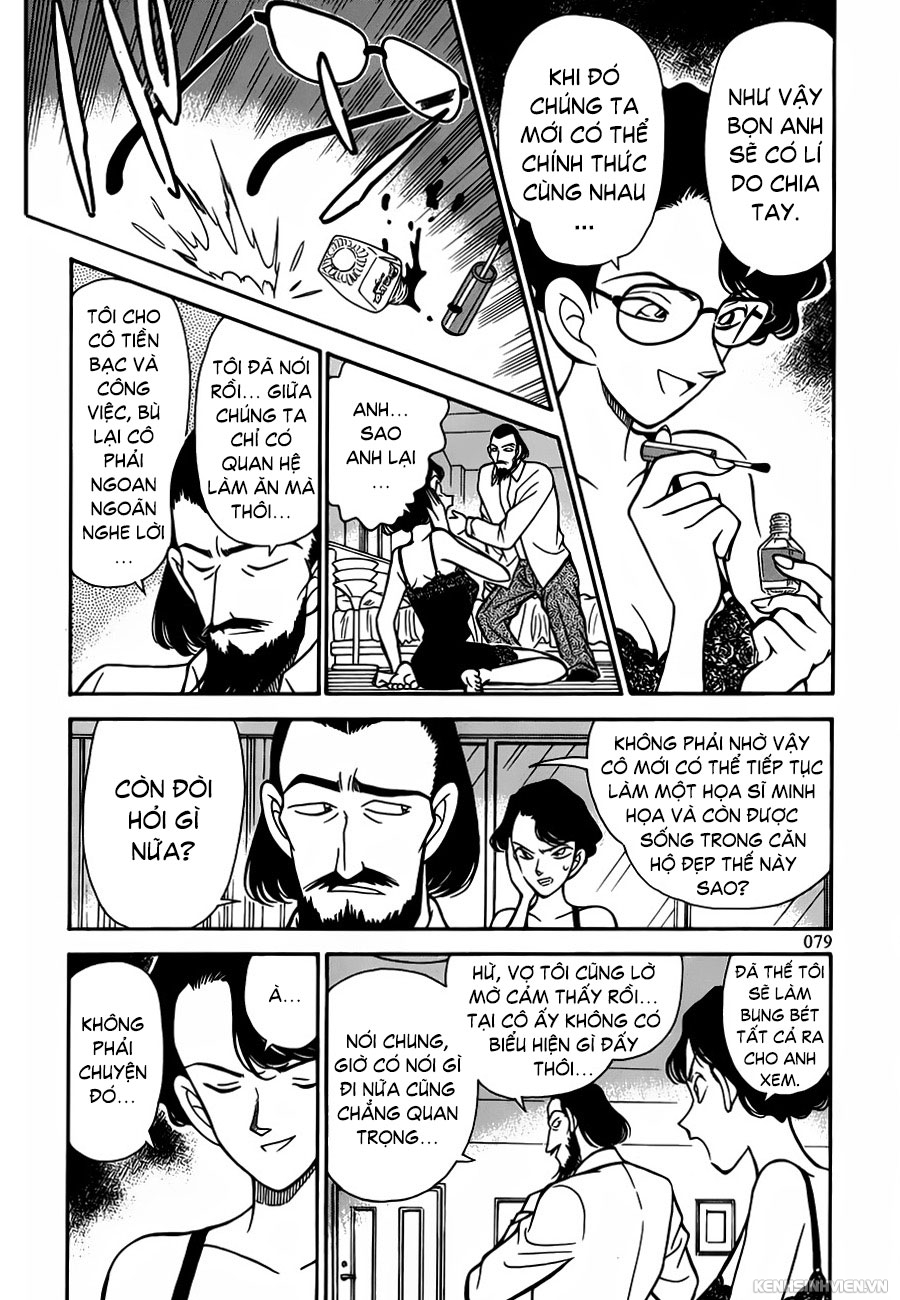 NHƯ VẬY
BỌN ANH
SẼ CÓ LÍ
DO CHIA
TAY.
KHI ĐÓ
CHÚNG TA
MỚI CÓ THỂ
CHÍNH THỨC
CÙNG NHAU
...
ANH...
SAO
ANH LẠI
...
TÔI ĐÃ NÓI
RỒI... GIỮA
CHÚNG TA
CHỈ CÓ
QUAN HỆ
LÀM ĂN MÀ
THÔI...
TÔI CHO
CÔ TIỀN
BẠC VÀ
CÔNG
VIỆC, BÙ
LẠI CÔ
PHẢI
NGOAN
NGOÃN
NGHE LỜI
...
KHÔNG PHẢI NHỜ VẬY
CÔ MỚI CÓ THỂ TIẾP TỤC
LÀM MỘT HỌA SĨ MINH
HỌA VÀ CÒN ĐƯỢC
SỐNG TRONG CĂN
HỘ ĐẸP THẾ NÀY
SAO?
CÒN ĐÒI
HỎI GÌ
NỮA?
079
ĐÃ THẾ TÔI
SẼ LÀM
BUNG BÉT
TẤT CẢ RA
CHO ANH
XEM.
HỪ, VỢ TÔI CŨNG LỜ
MỜ CẢM THẤY RỒI...
TẠI CÔ ẤY KHÔNG CÓ
BIỂU HIỆN GÌ ĐẤY
THÔI...
NÓI CHUNG,
GIỜ CÓ NÓI GÌ
ĐI NỮA CŨNG
CHẲNG QUAN
TRỌNG...
À...
KHÔNG
PHẢI
CHUYỆN
ĐÓ...
KENHSINHVIEN.VN